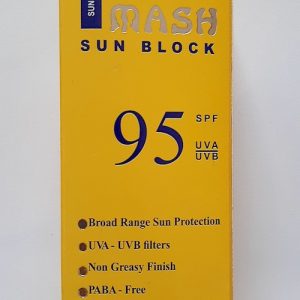 SUN
MASH
SUN BLOCK
95
SPF
UVA
UVB
Broad Range Sun Protection
UVA - UVB filters
Non Greasy Finish
PABA - Free